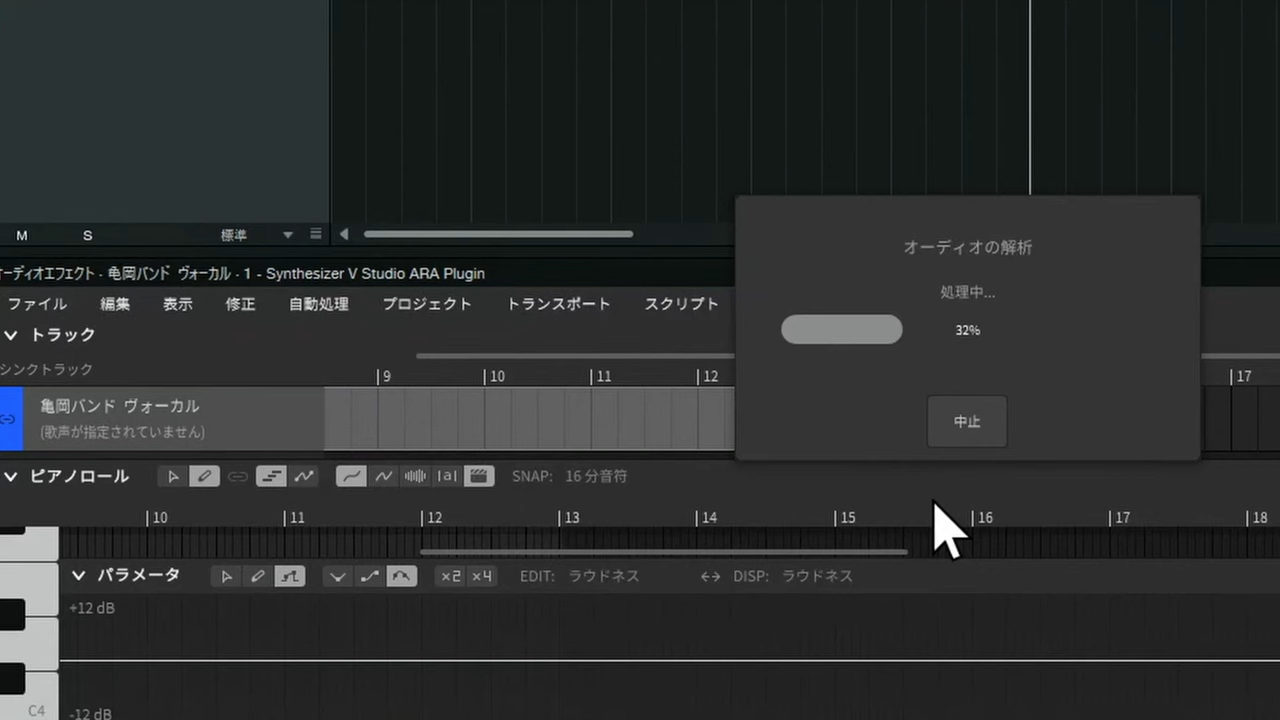 M S 標準
ーディオエフェクト - 亀岡バンド ヴォーカル - 1 - Synthesizer V Studio ARA Plugin
ファイル 編集 表示 修正 自動処理 プロジェクト トランスポート スクリプト
オーディオの解析
処理中...
32%
中止
トラック
シンクトラック
9 10 11 12 17
亀岡バンド ヴォーカル
(歌声が指定されていません)
ピアノロール |a| SNAP: 16 分音符
10 11 12 13 14 15 16 17 18
パラメータ x2 x4 EDIT: ラウドネス DISP: ラウドネス
+12 dB
C4
-12 dB